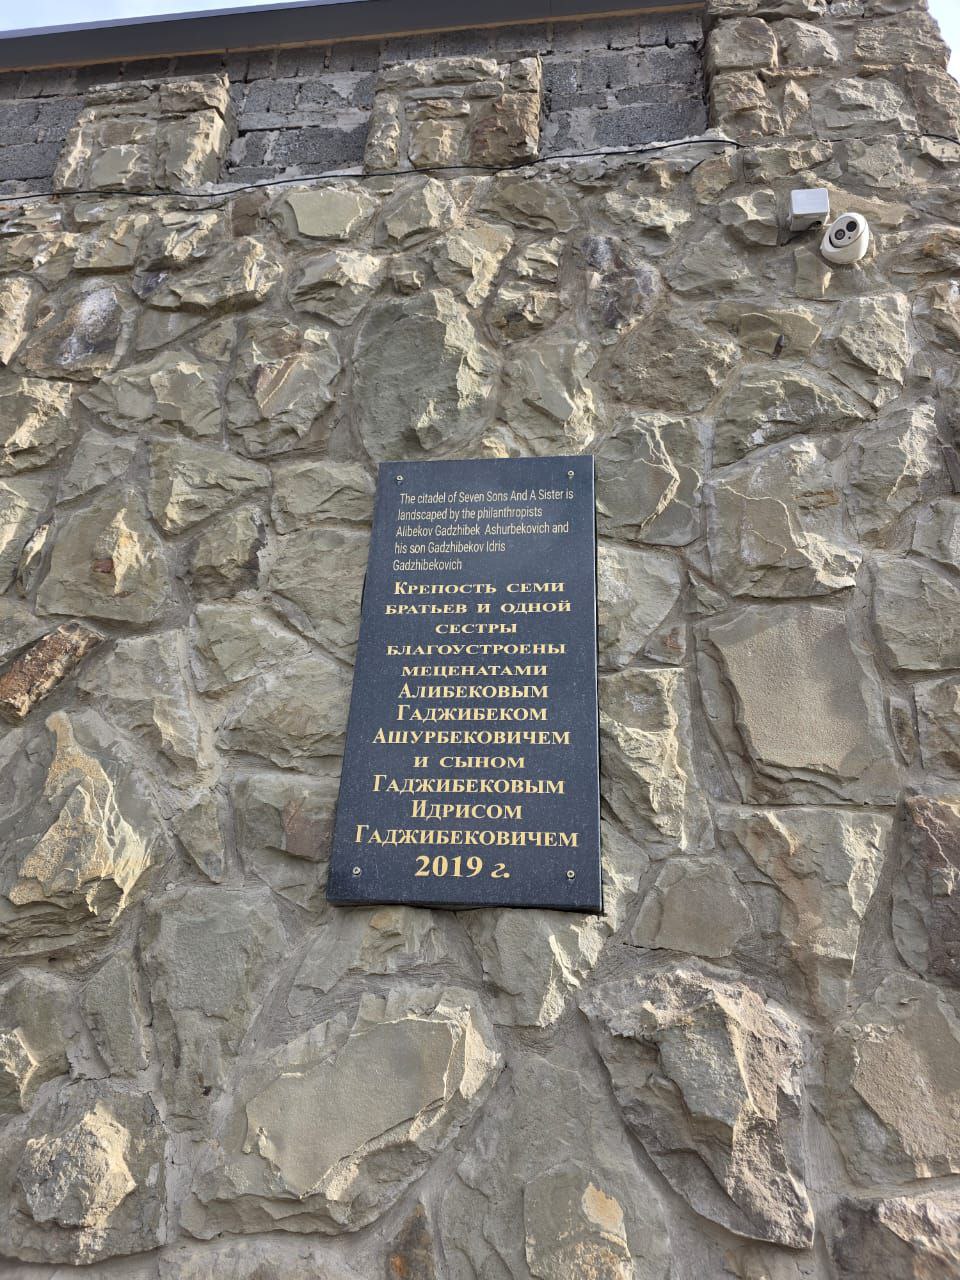 The citadel of Seven Sons And A Sister is
landscaped by the philanthropists
Alibekov Gadzhibek Ashurbekovich and
his son Gadzhibekov Idris
Gadzhibekovich
Крепость семи
братьев и одной
сестры
благоустроены
меценатами
Алибековым
Гаджибеком
Ашурбековичем
и сыном
Гаджибековым
Идрисом
Гаджибековичем
2019 г.